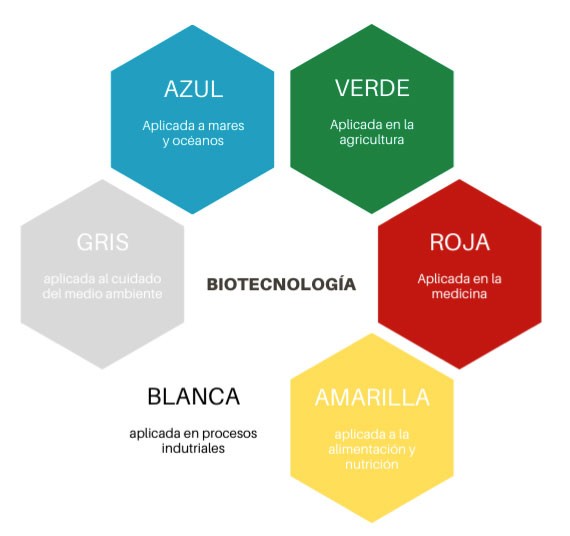 AZUL
Aplicada a mares
y océanos
VERDE
Aplicada en la
agricultura
GRIS
aplicada al cuidado
del medio ambiente
BIOTECNOLOGÍA
ROJA
Aplicada en la
medicina
BLANCA
aplicada en procesos
indutriales
AMARILLA
aplicada a la
alimentación y
nutrición